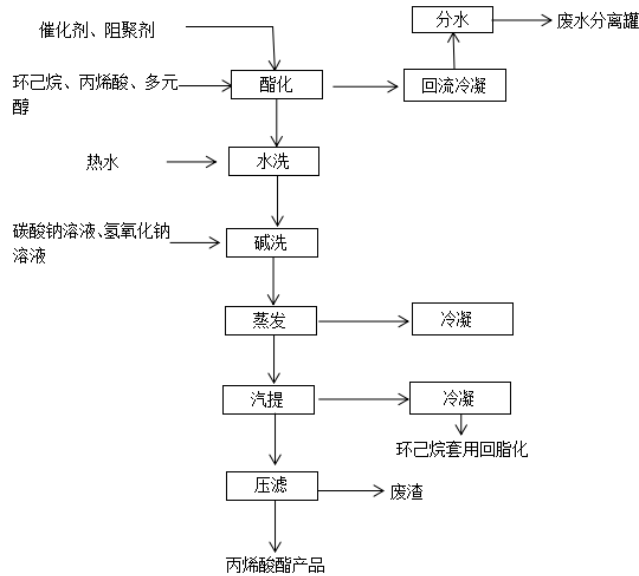 分水
废水分离罐
催化剂、阻聚剂
环己烷、丙烯酸、多元
醇
酯化
回流冷凝
热水
水洗
碳酸钠溶液、氢氧化钠
溶液
碱洗
蒸发
冷凝
汽提
冷凝
环己烷套用回脂化
压滤
废渣
丙烯酸酯产品